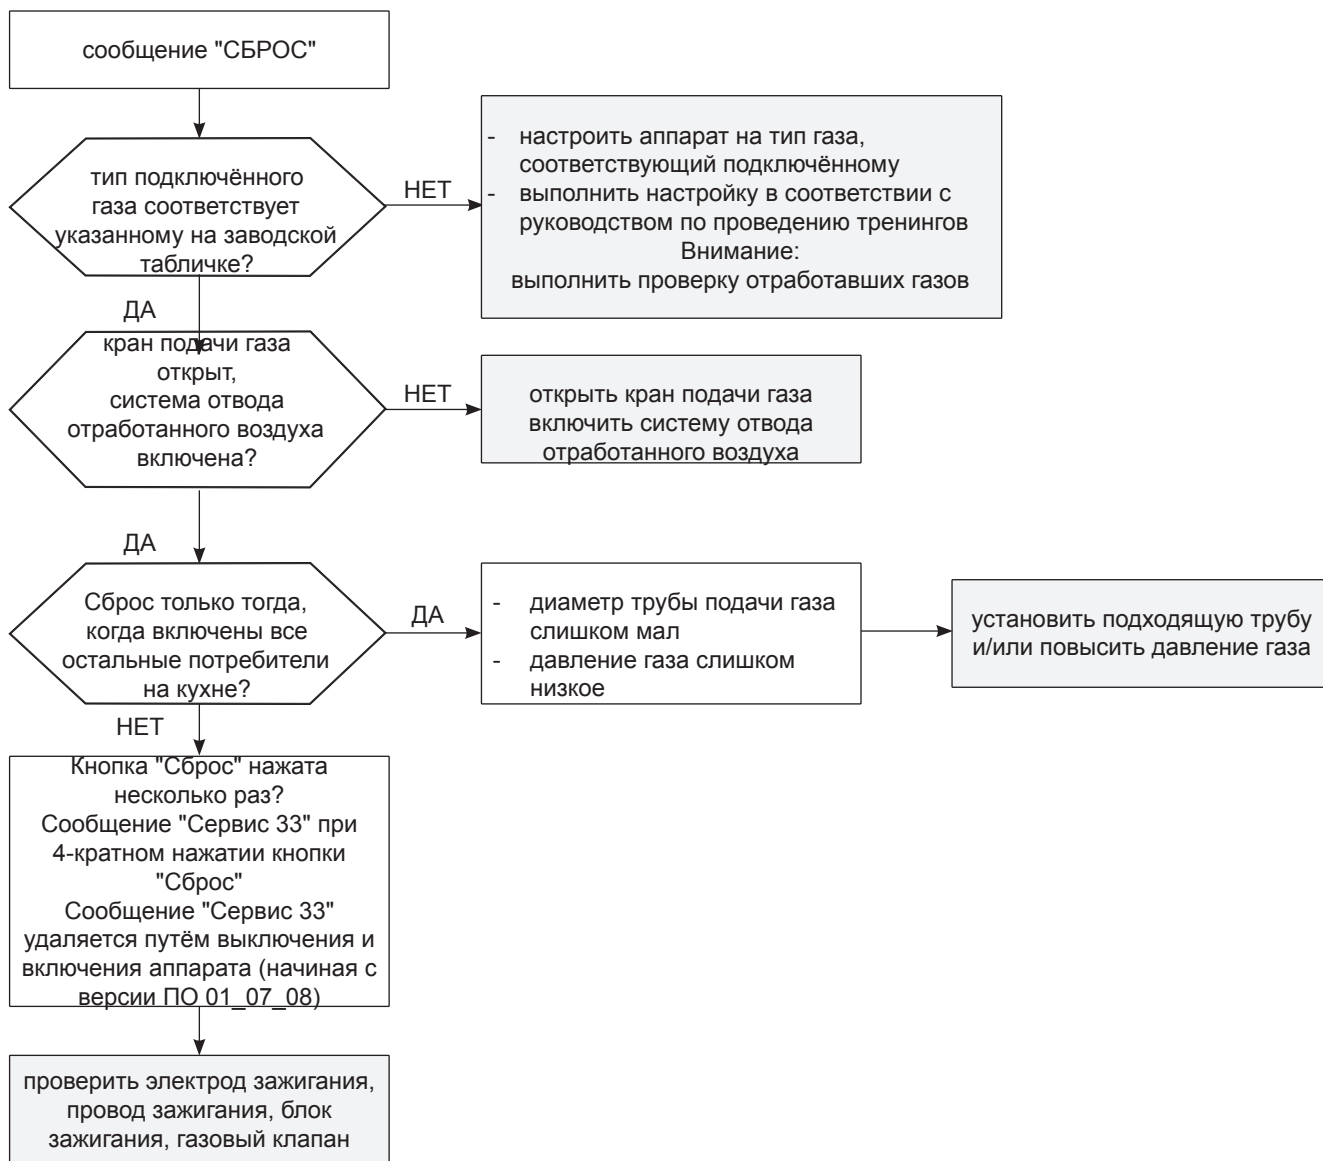 сообщение "СБРОС"
тип подключённого
газа соответствует
указанному на заводской
табличке?
НЕТ
- настроить аппарат на тип газа,
соответствующий подключённому
- выполнить настройку в соответствии с
руководством по проведению тренингов
Внимание:
выполнить проверку отработавших газов
ДА
кран подачи газа
открыт,
система отвода
отработанного воздуха
включена?
НЕТ
открыть кран подачи газа
включить систему отвода
отработанного воздуха
ДА
Сброс только тогда,
когда включены все
остальные потребители
на кухне?
ДА
- диаметр трубы подачи газа
слишком мал
- давление газа слишком
низкое
установить подходящую трубу
и/или повысить давление газа
НЕТ
Кнопка "Сброс" нажата
несколько раз?
Сообщение "Сервис 33" при
4-кратном нажатии кнопки
"Сброс"
Сообщение "Сервис 33"
удаляется путём выключения и
включения аппарата (начиная с
версии ПО 01_07_08)
проверить электрод зажигания,
провод зажигания, блок
зажигания, газовый клапан